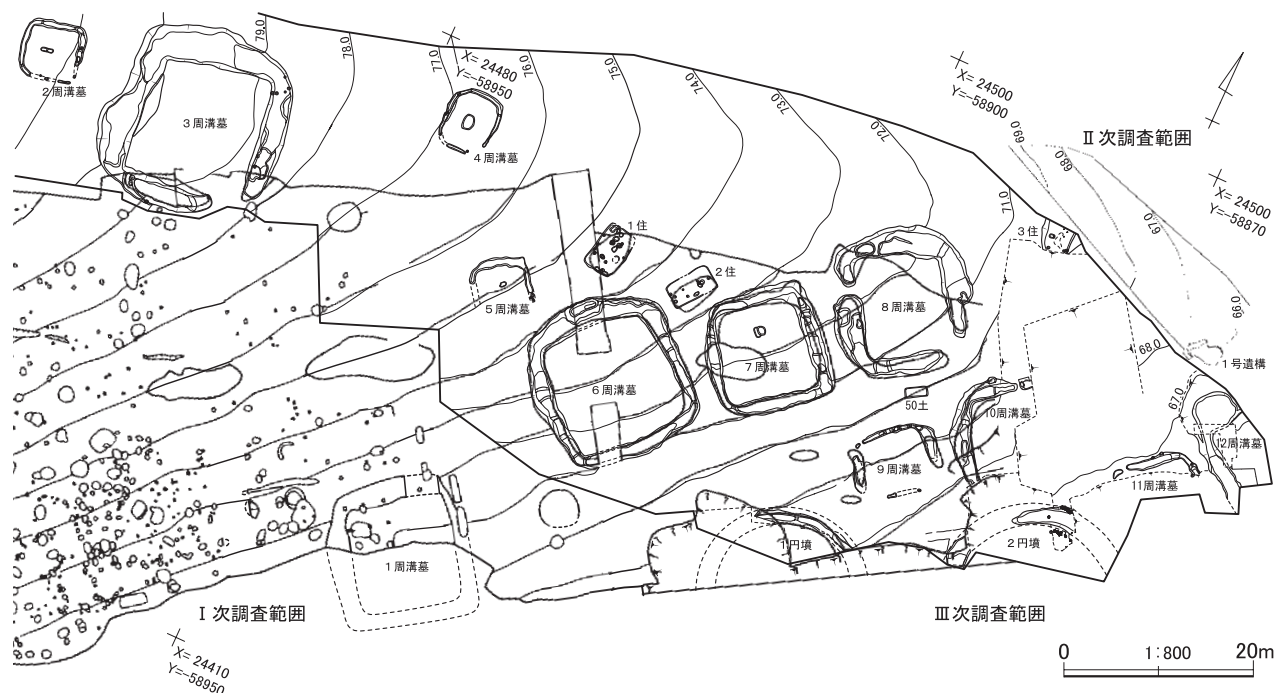 79.0
78.0
77.0
X= 24480
Y=-58950
76.0
75.0
74.0
73.0
72.0
X= 24500
Y=-58900
69.0
68.0
67.0
Ⅱ次調査範囲
X= 24500
Y=-58870
2周溝墓
3周溝墓
4周溝墓
71.0
1住
3住
2住
5周溝墓
8周溝墓
66.0
68.0
1号遺構
6周溝墓
7周溝墓
50土
67.0
10周溝墓
12周溝墓
9周溝墓
11周溝墓
1円墳
2円墳
1周溝墓
Ⅰ次調査範囲
Ⅲ次調査範囲
X= 24410
Y=-58950
0
1:800
20m